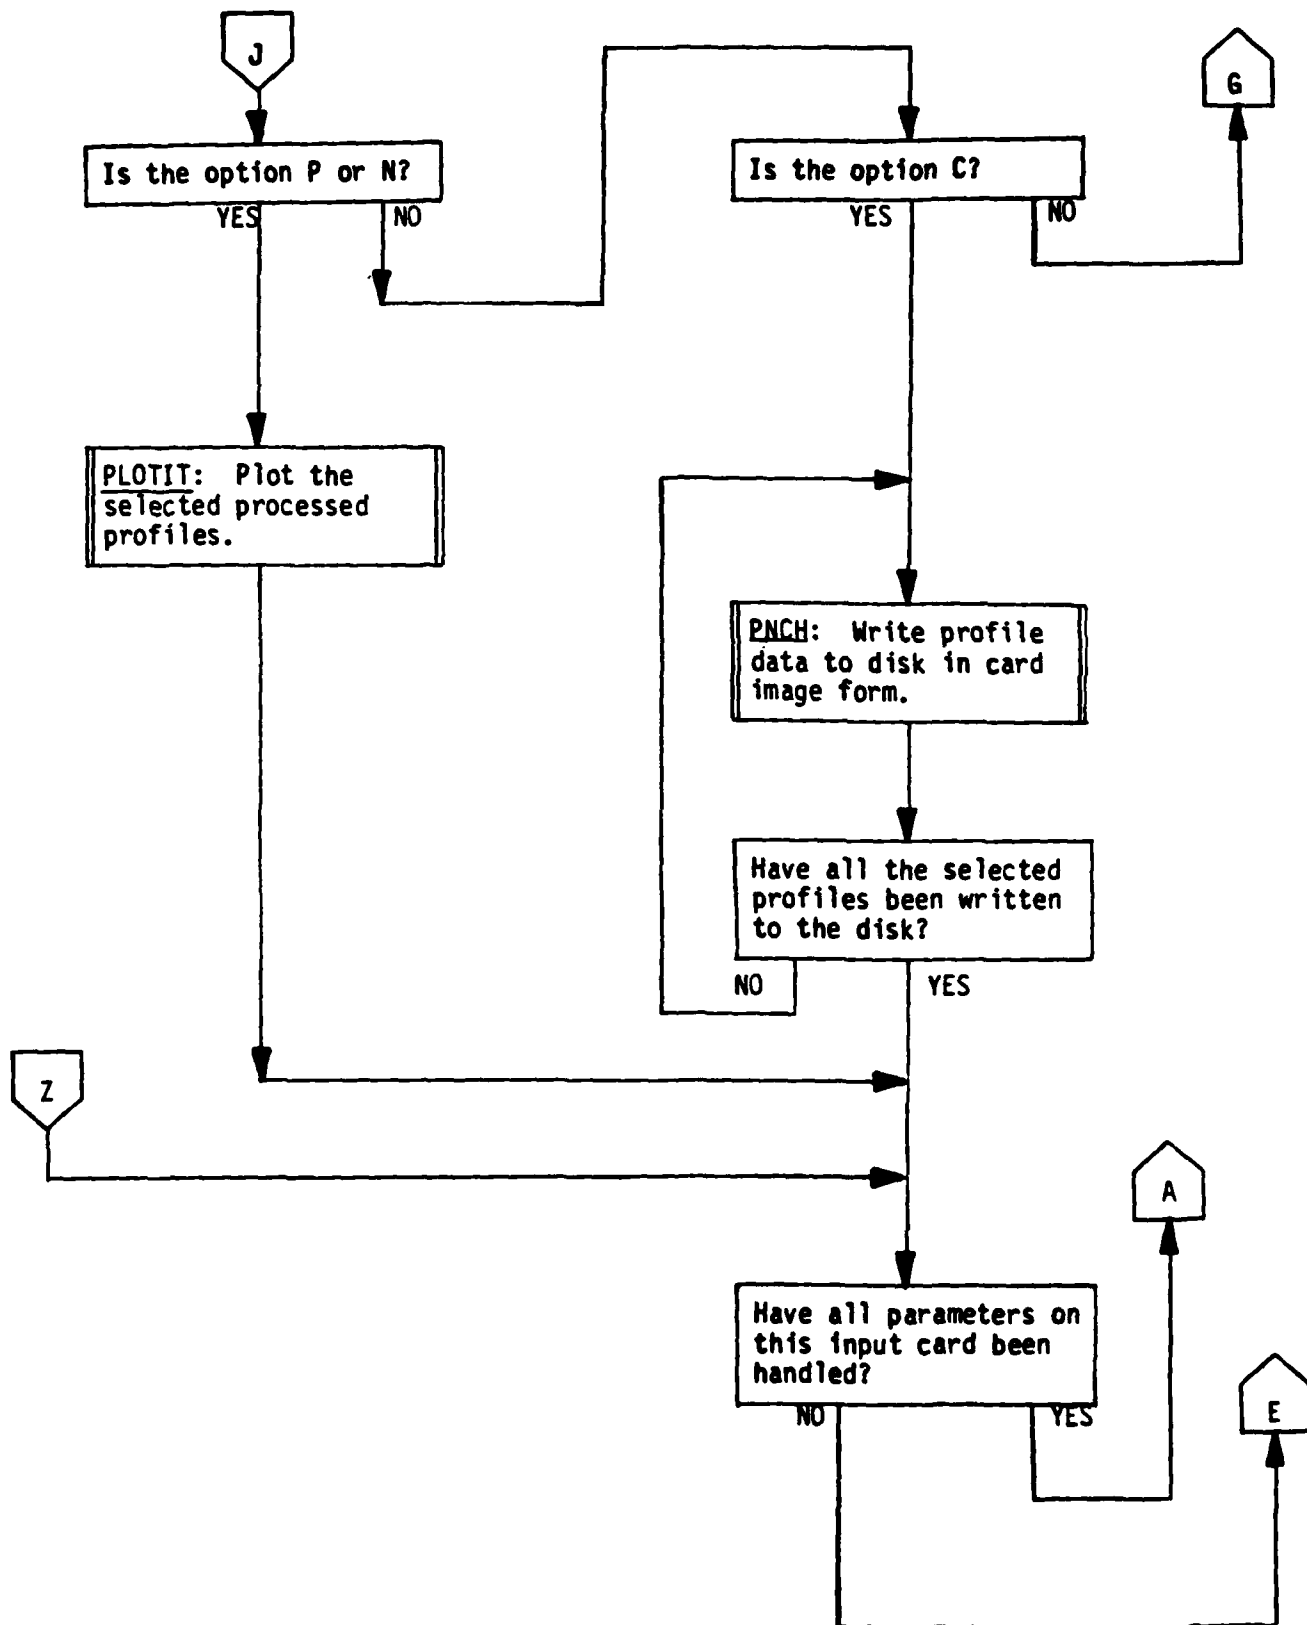 J
G
Is the option P or N?
YES
NO
Is the option C?
YES
NO
PLOTIT: Plot the
selected processed
profiles.
PNCH: Write profile
data to disk in card
image form.
Have all the selected
profiles been written
to the disk?
NO
YES
Z
A
Have all parameters on
this input card been
handled?
NO
YES
E